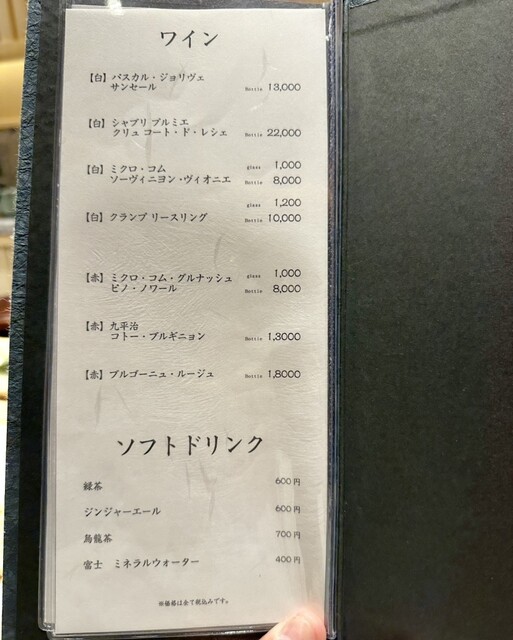 ワイン
【白】パスカル・ジョリヴェ
サンセール Bottle 13,000
【白】シャブリ プルミエ
クリュ コート・ド・レシェ Bottle 22,000
【白】ミクロ・コム glass 1,000
ソーヴィニヨン・ヴィオニエ Bottle 8,000
glass 1,200
【白】クランプ リースリング Bottle 10,000
【赤】ミクロ・コム・グルナッシュ glass 1,000
ピノ・ノワール Bottle 8,000
【赤】九平治
コトー・ブルギニョン Bottle 1,3000
【赤】ブルゴーニュ・ルージュ Bottle 1,8000
ソフトドリンク
緑茶 600円
ジンジャーエール 600円
烏龍茶 700円
富士 ミネラルウォーター 400円
※価格は全て税込みです。